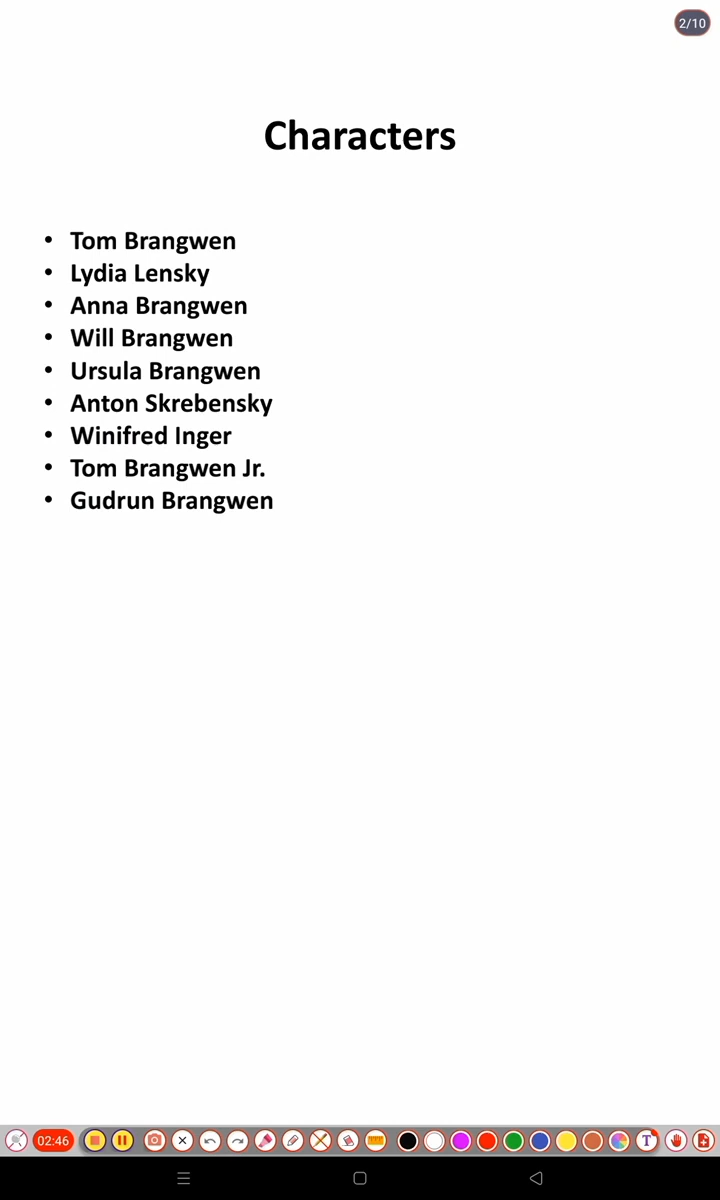 2/10
Characters
• Tom Brangwen
• Lydia Lensky
• Anna Brangwen
• Will Brangwen
• Ursula Brangwen
• Anton Skrebensky
• Winifred Inger
• Tom Brangwen Jr.
• Gudrun Brangwen
02:46
T